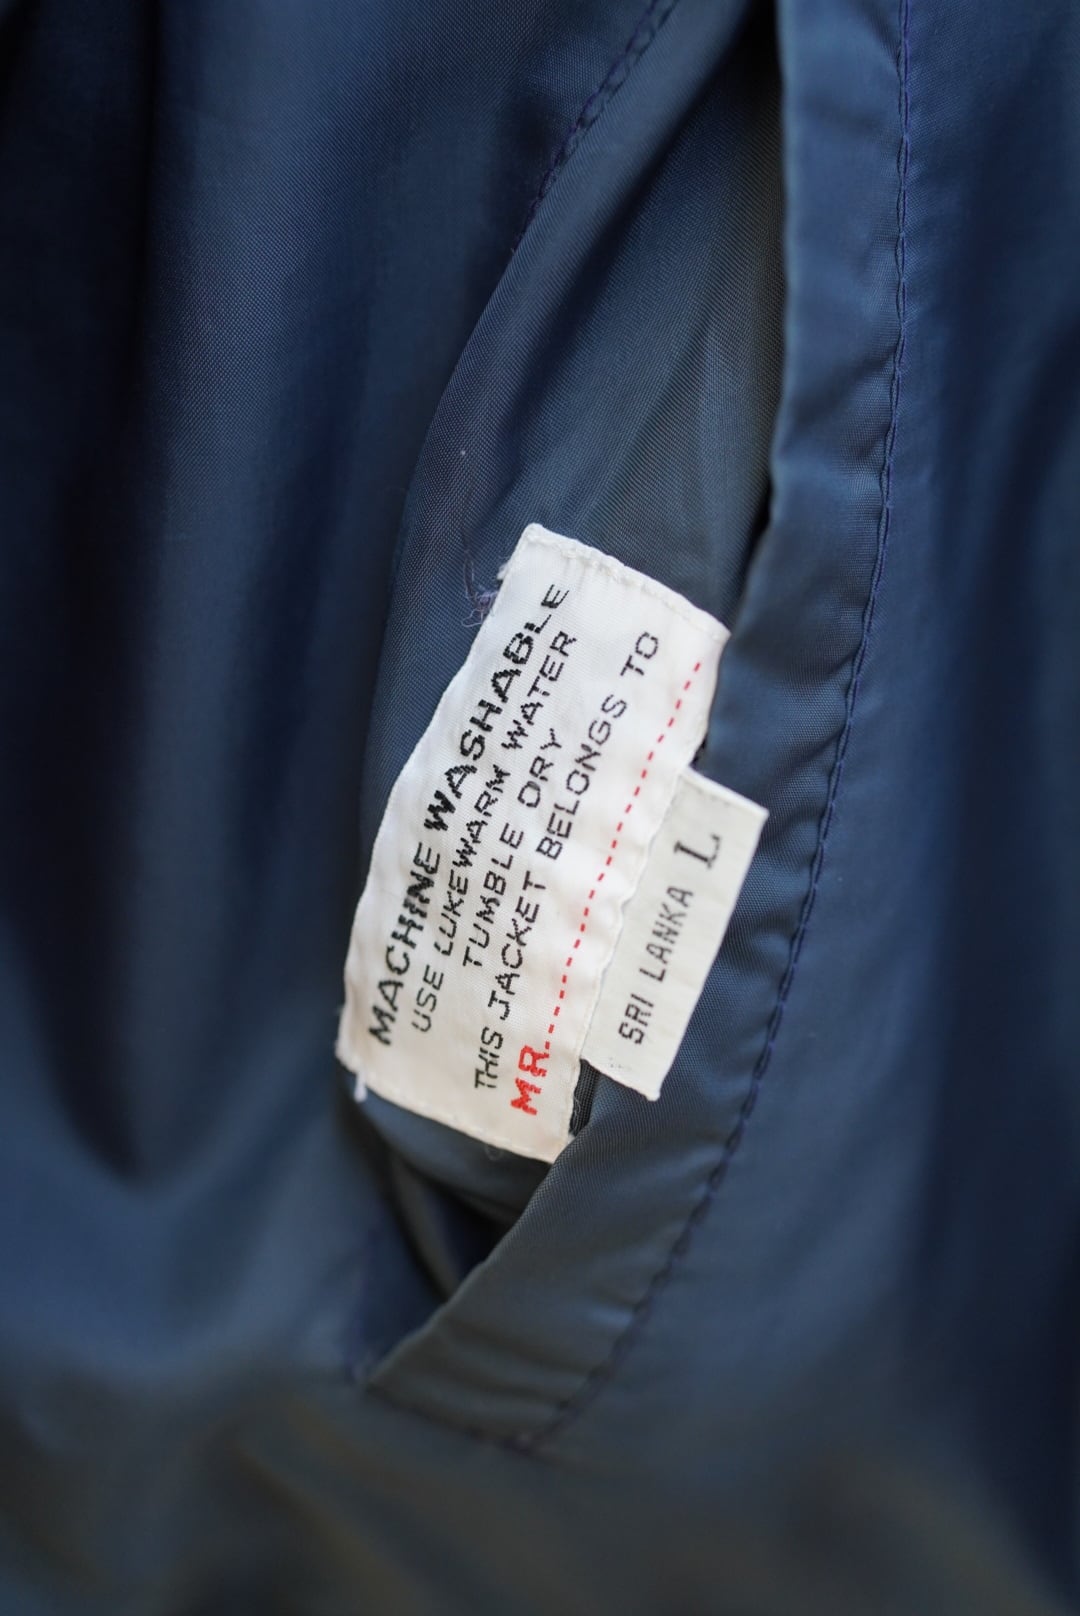 MACHINE WASHABLE
USE LUKEWARM WATER
TUMBLE DRY
THIS JACKET BELONGS TO
MR.
SRI LANKA L